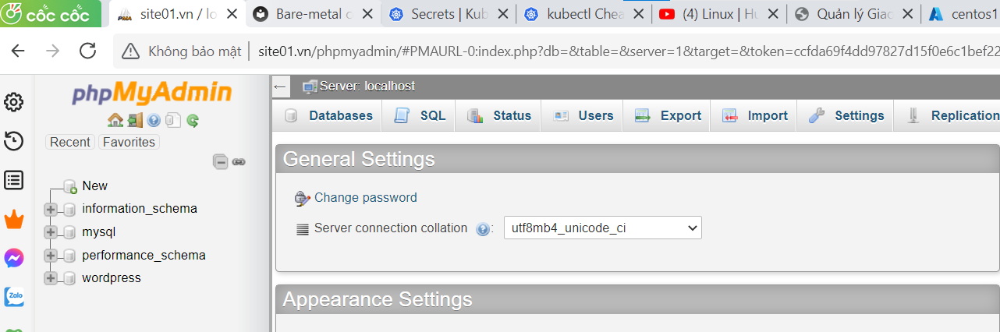 cốc cốc
site01.vn / lo
Bare-metal c
Secrets | Kub
kubectl Chea
(4) Linux | Hu
Quản lý Giao
centos1
Không bảo mật
site01.vn/phpmyadmin/#PMAURL-0:index.php?db=&table=&server=1&target=&token=ccfda69f4dd97827d15f0e6c1bef22
phpMyAdmin
Recent
Favorites
New
information_schema
mysql
performance_schema
wordpress
Zalo
Server: localhost
Databases
SQL
Status
Users
Export
Import
Settings
Replication
General Settings
Change password
Server connection collation
:
utf8mb4_unicode_ci
Appearance Settings